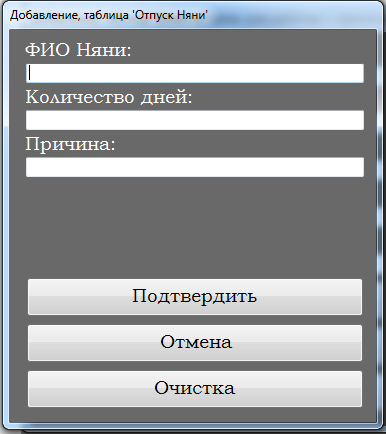 Добавление, таблица 'Отпуск Няни'
ФИО Няни:
Количество дней:
Причина:
Подтвердить
Отмена
Очистка